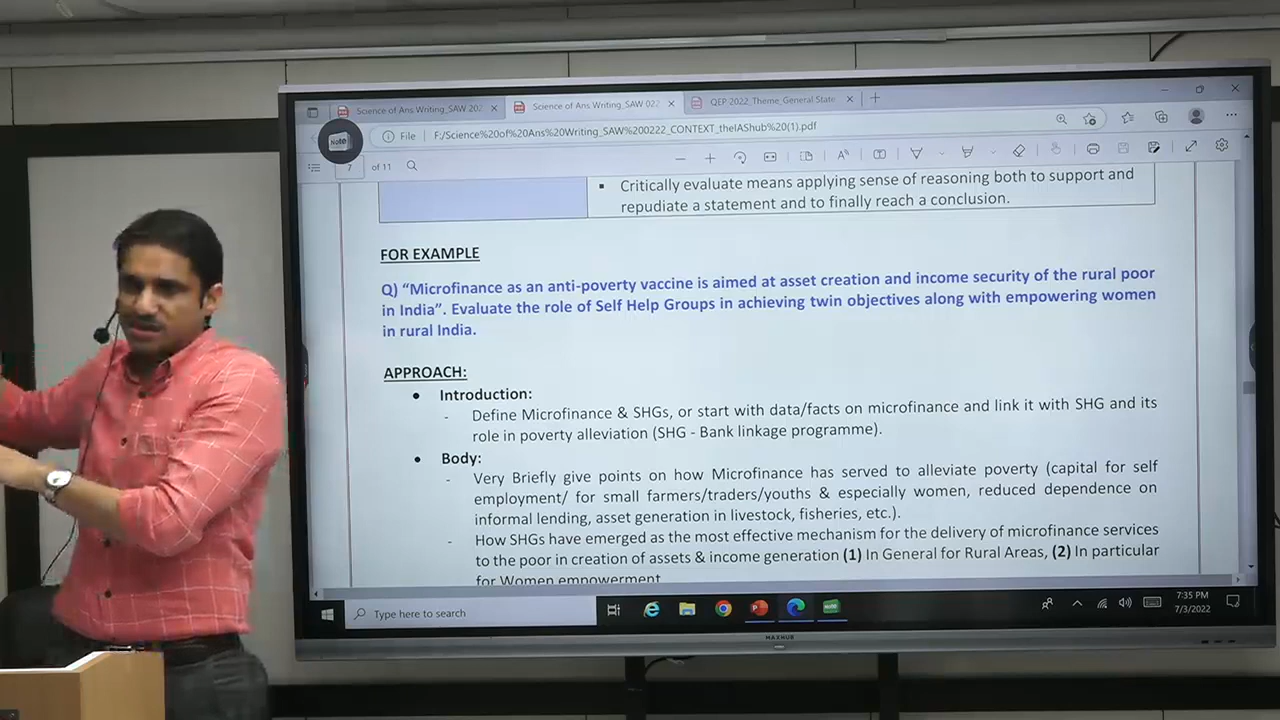 Science of Ans Writing_SAW 202
Science of Ans Writing_SAW 022
QEP 2022_Theme_General State
Note
File
F:/Science%20of%20Ans%20Writing_SAW%200222_CONTEXT_theIAShub%20(1).pdf
7 of 11
▪ Critically evaluate means applying sense of reasoning both to support and
repudiate a statement and to finally reach a conclusion.
FOR EXAMPLE
Q) “Microfinance as an anti-poverty vaccine is aimed at asset creation and income security of the rural poor
in India”. Evaluate the role of Self Help Groups in achieving twin objectives along with empowering women
in rural India.
APPROACH:
• Introduction:
- Define Microfinance & SHGs, or start with data/facts on microfinance and link it with SHG and its
role in poverty alleviation (SHG - Bank linkage programme).
• Body:
- Very Briefly give points on how Microfinance has served to alleviate poverty (capital for self
employment/ for small farmers/traders/youths & especially women, reduced dependence on
informal lending, asset generation in livestock, fisheries, etc.).
- How SHGs have emerged as the most effective mechanism for the delivery of microfinance services
to the poor in creation of assets & income generation (1) In General for Rural Areas, (2) In particular
for Women empowerment
Type here to search
7:35 PM
7/3/2022
MAXHUB